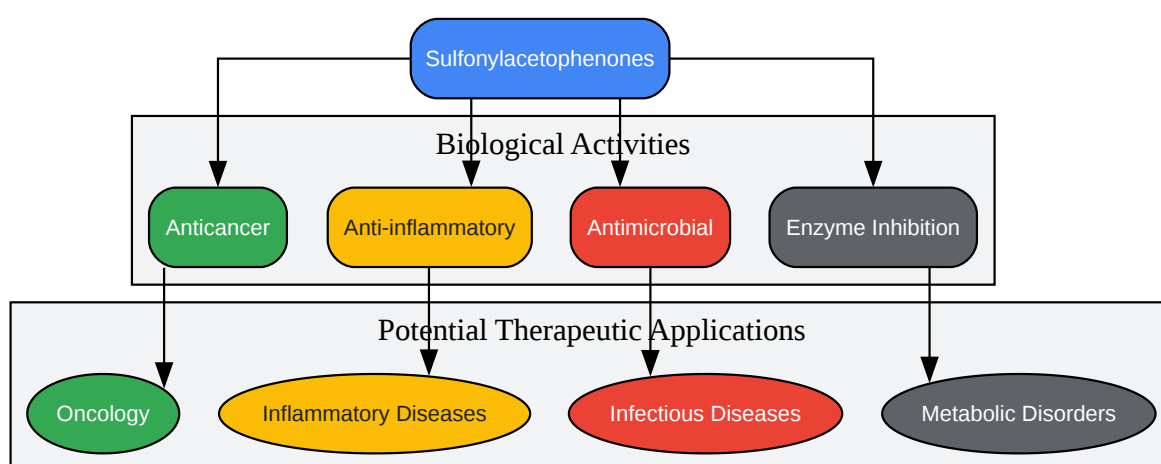 Sulfonylacetophenones
Biological Activities
Anticancer
Anti-inflammatory
Antimicrobial
Enzyme Inhibition
Potential Therapeutic Applications
Oncology
Inflammatory Diseases
Infectious Diseases
Metabolic Disorders